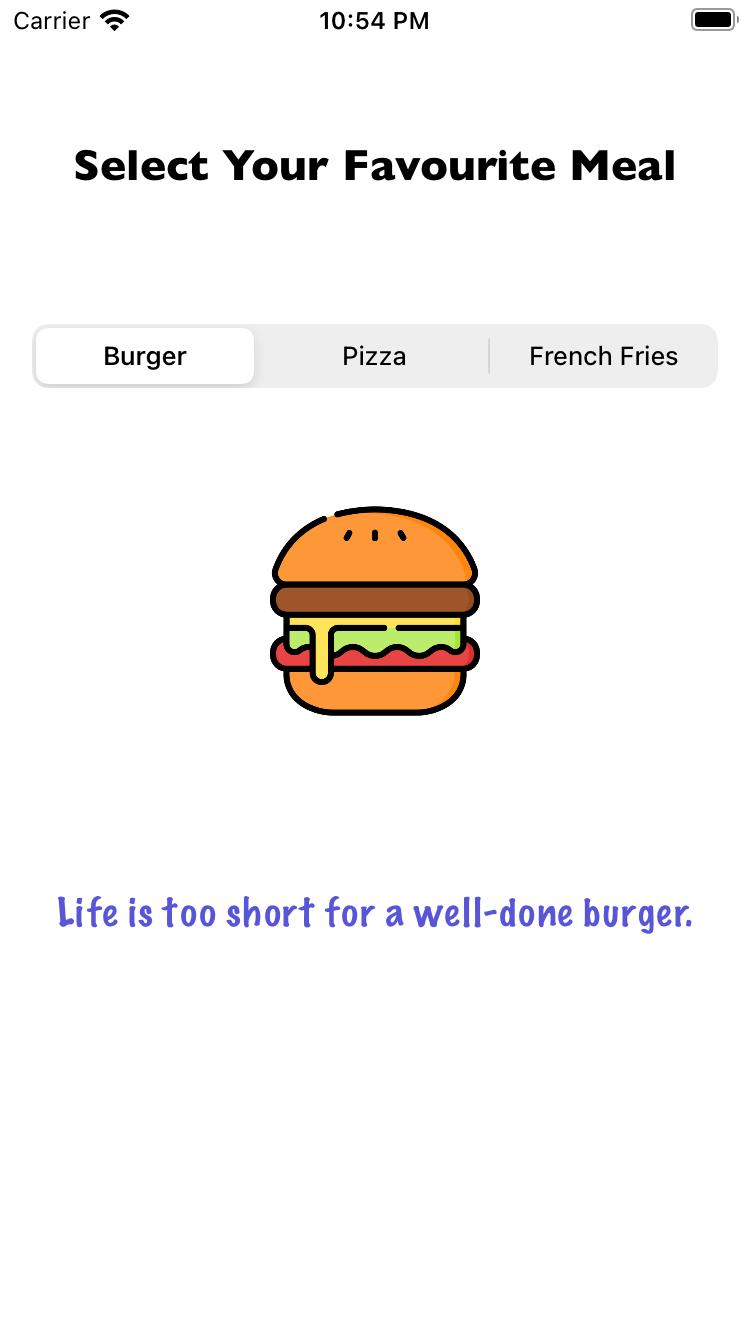 Carrier 10:54 PM
Select Your Favourite Meal
Burger Pizza French Fries
Life is too short for a well-done burger.